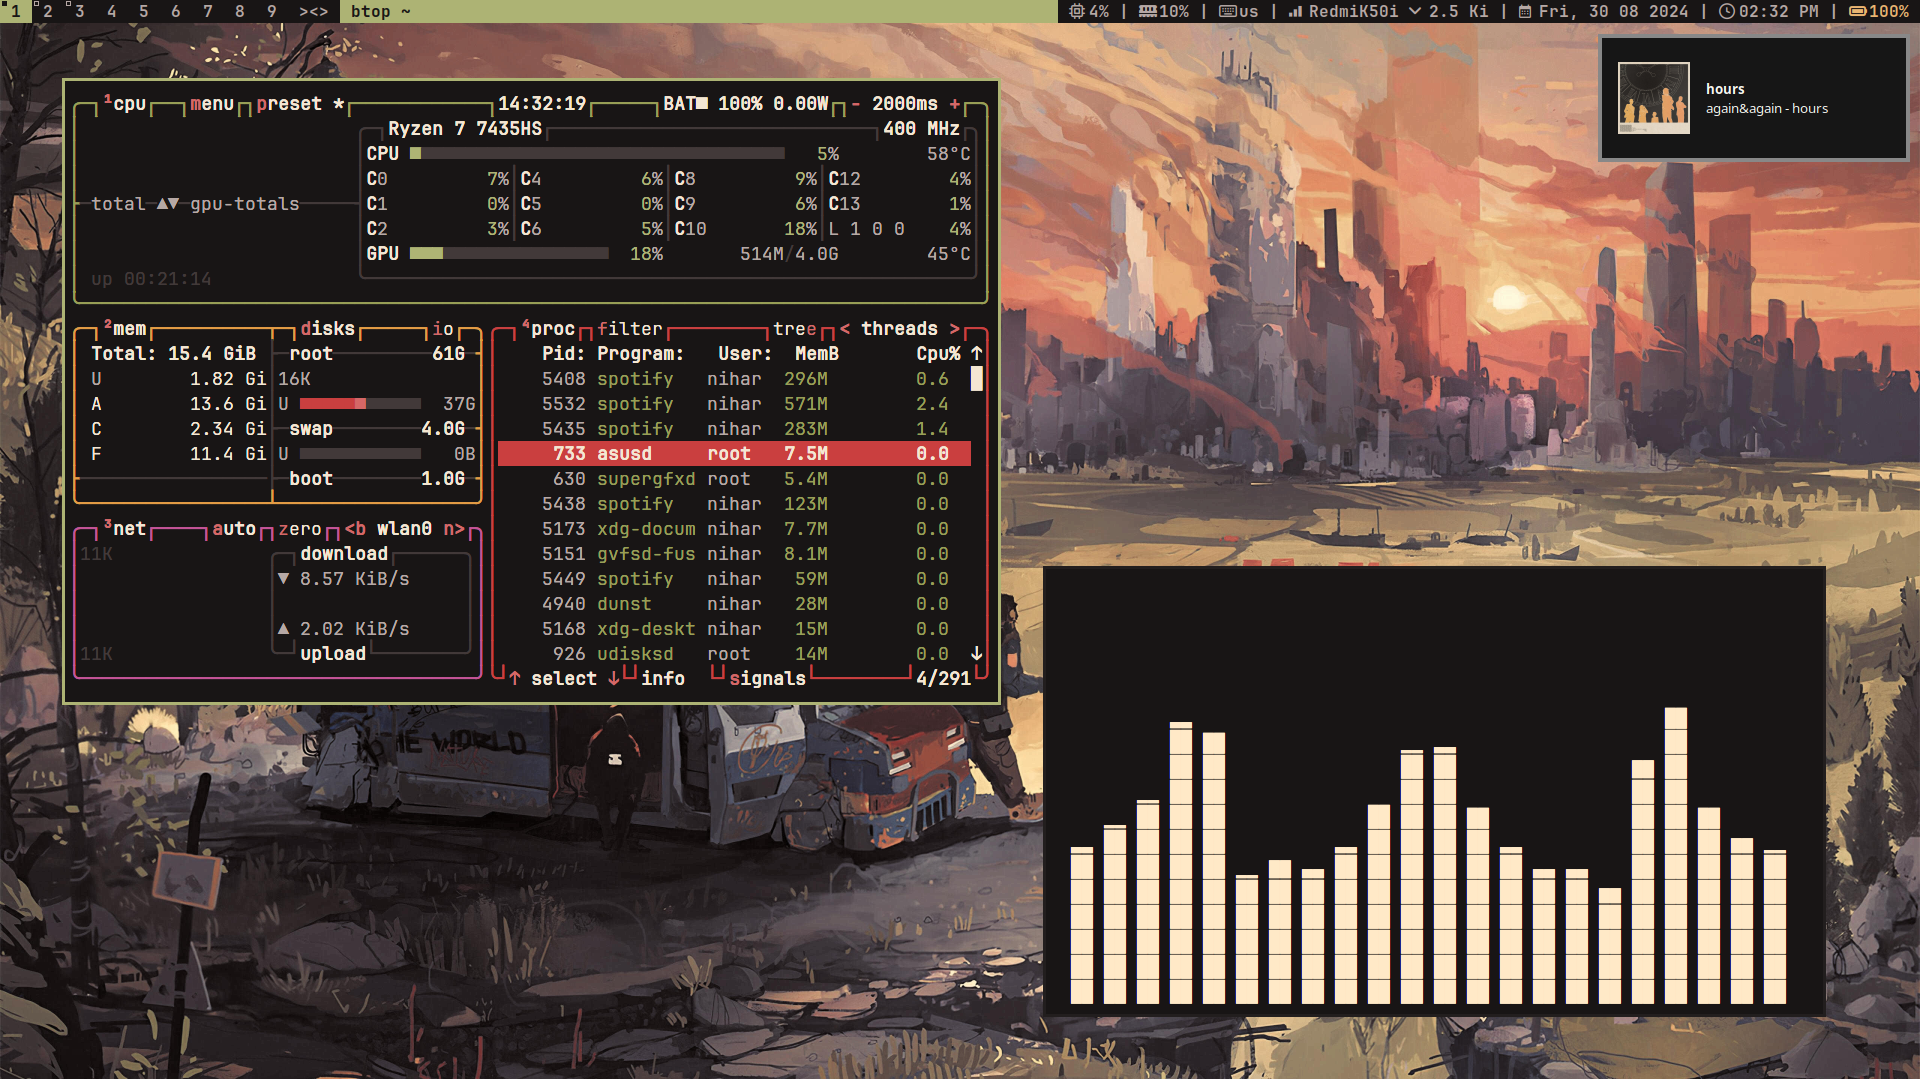 1 2 3 4 5 6 7 8 9 ><> btop ~ 4% | 10% | us | RedmiK50i 2.5 Ki | Fri, 30 08 2024 | 02:32 PM | 100%
hours
again&again - hours
¹cpu menu preset * 14:32:19 BAT■ 100% 0.00W - 2000ms +
Ryzen 7 7435HS 400 MHz
CPU 5% 58°C
C0 7% C4 6% C8 9% C12 4%
total ▲▼ gpu-totals C1 0% C5 0% C9 6% C13 1%
C2 3% C6 5% C10 18% L 1 0 0 4%
GPU 18% 514M/4.0G 45°C
up 00:21:14
²mem disks io
Total: 15.4 GiB root 61G
U 1.82 Gi 16K
A 13.6 Gi U 37G
C 2.34 Gi swap 4.0G
F 11.4 Gi U 0B
boot 1.0G
³net auto zero <b wlan0 n>
11K download
▼ 8.57 KiB/s
▲ 2.02 KiB/s
11K upload
⁴proc filter tree < threads >
Pid: Program: User: MemB Cpu% ↑
5408 spotify nihar 296M 0.6
5532 spotify nihar 571M 2.4
5435 spotify nihar 283M 1.4
733 asusd root 7.5M 0.0
630 supergfxd root 5.4M 0.0
5438 spotify nihar 123M 0.0
5173 xdg-docum nihar 7.7M 0.0
5151 gvfsd-fus nihar 8.1M 0.0
5449 spotify nihar 59M 0.0
4940 dunst nihar 28M 0.0
5168 xdg-deskt nihar 15M 0.0
926 udisksd root 14M 0.0 ↓
↑ select ↓ info signals 4/291
THE WORLD